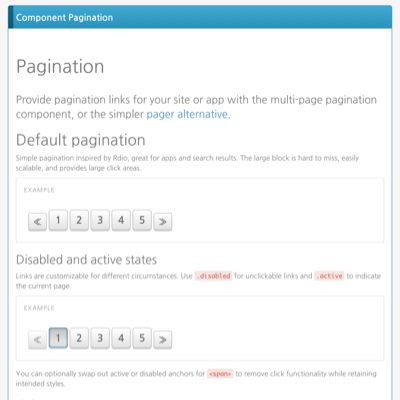 Component Pagination
Pagination
Provide pagination links for your site or app with the multi-page pagination
component, or the simpler pager alternative.
Default pagination
Simple pagination inspired by Rdio, great for apps and search results. The large block is hard to miss, easily
scalable, and provides large click areas.
EXAMPLE
≪ 1 2 3 4 5 ≫
Disabled and active states
Links are customizable for different circumstances. Use .disabled for unclickable links and .active to indicate
the current page.
EXAMPLE
≪ 1 2 3 4 5 ≫
You can optionally swap out active or disabled anchors for <span> to remove click functionality while retaining
intended styles.